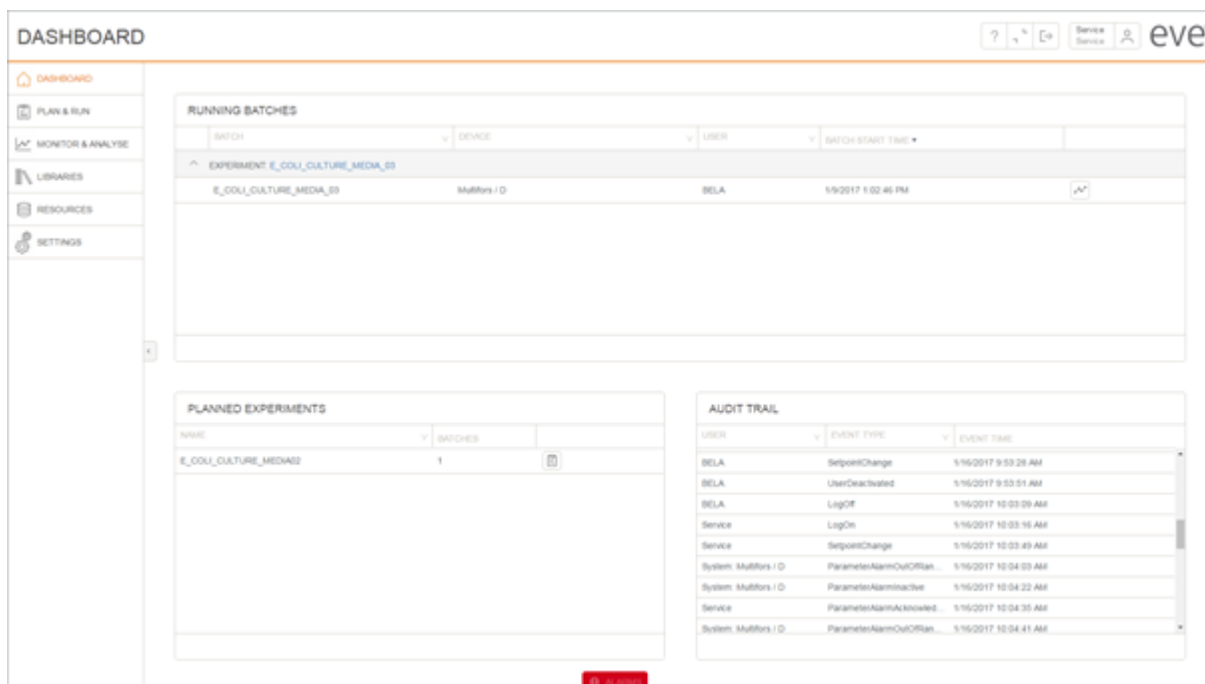 DASHBOARD
? Service Service eve
DASHBOARD
PLAN & RUN
MONITOR & ANALYSE
LIBRARIES
RESOURCES
SETTINGS
RUNNING BATCHES
BATCH DEVICE USER BATCH START TIME
EXPERIMENT: E_COLI_CULTURE_MEDIA_03
E_COLI_CULTURE_MEDIA_03 Multifors / D BELA 1/9/2017 1:02:46 PM
PLANNED EXPERIMENTS
NAME BATCHES
E_COLI_CULTURE_MEDIA02 1
AUDIT TRAIL
USER EVENT TYPE EVENT TIME
BELA SetpointChange 1/16/2017 9:53:28 AM
BELA UserDeactivated 1/16/2017 9:53:51 AM
BELA LogOff 1/16/2017 10:03:09 AM
Service LogOn 1/16/2017 10:03:16 AM
Service SetpointChange 1/16/2017 10:03:49 AM
System: Multifors / D ParameterAlarmOutOfRan... 1/16/2017 10:04:03 AM
System: Multifors / D ParameterAlarmInactive 1/16/2017 10:04:22 AM
Service ParameterAlarmAcknowled... 1/16/2017 10:04:35 AM
System: Multifors / D ParameterAlarmOutOfRan... 1/16/2017 10:04:41 AM